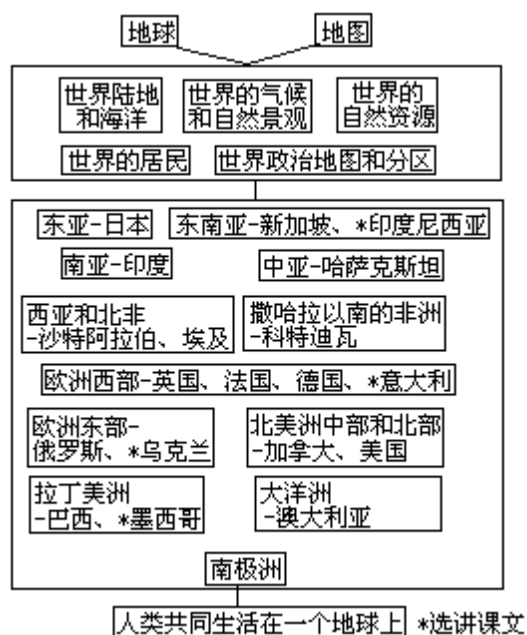 地球
地图
世界陆地
和海洋
世界的气候
和自然景观
世界的
自然资源
世界的居民
世界政治地图和分区
东亚-日本
东南亚-新加坡、*印度尼西亚
南亚-印度
中亚-哈萨克斯坦
西亚和北非
-沙特阿拉伯、埃及
撒哈拉以南的非洲
-科特迪瓦
欧洲西部-英国、法国、德国、*意大利
欧洲东部-
俄罗斯、*乌克兰
北美洲中部和北部
-加拿大、美国
拉丁美洲
-巴西、*墨西哥
大洋洲
-澳大利亚
南极洲
人类共同生活在一个地球上 *选讲课文